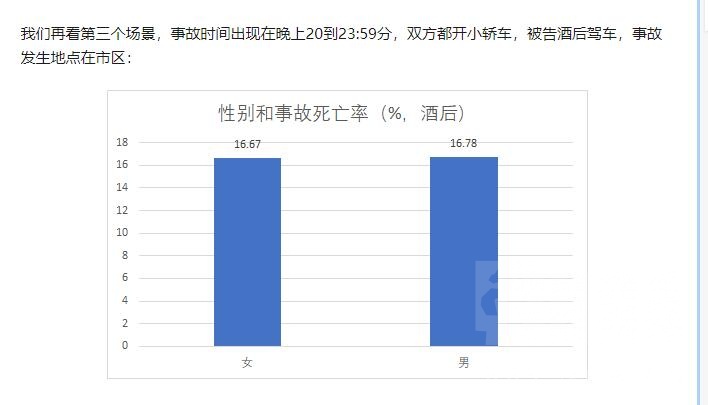 我们再看第三个场景，事故时间出现在晚上20到23:59分，双方都开小轿车，被告酒后驾车，事故
发生地点在市区：
性别和事故死亡率（%，酒后）
18
16
14
12
10
8
6
4
2
0
16.67
16.78
女
男